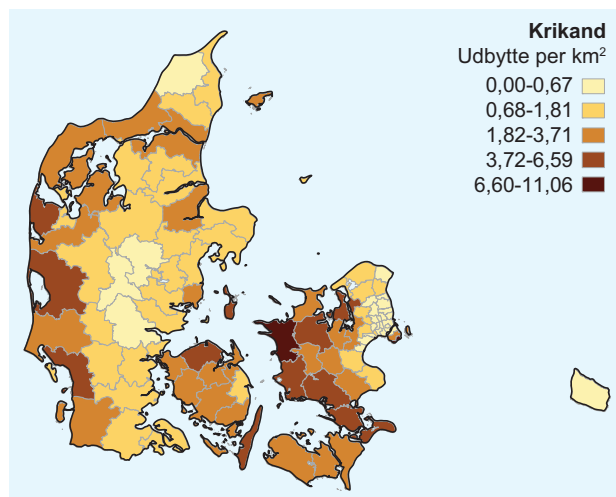 Krikand
Udbytte per km²
0,00-0,67
0,68-1,81
1,82-3,71
3,72-6,59
6,60-11,06